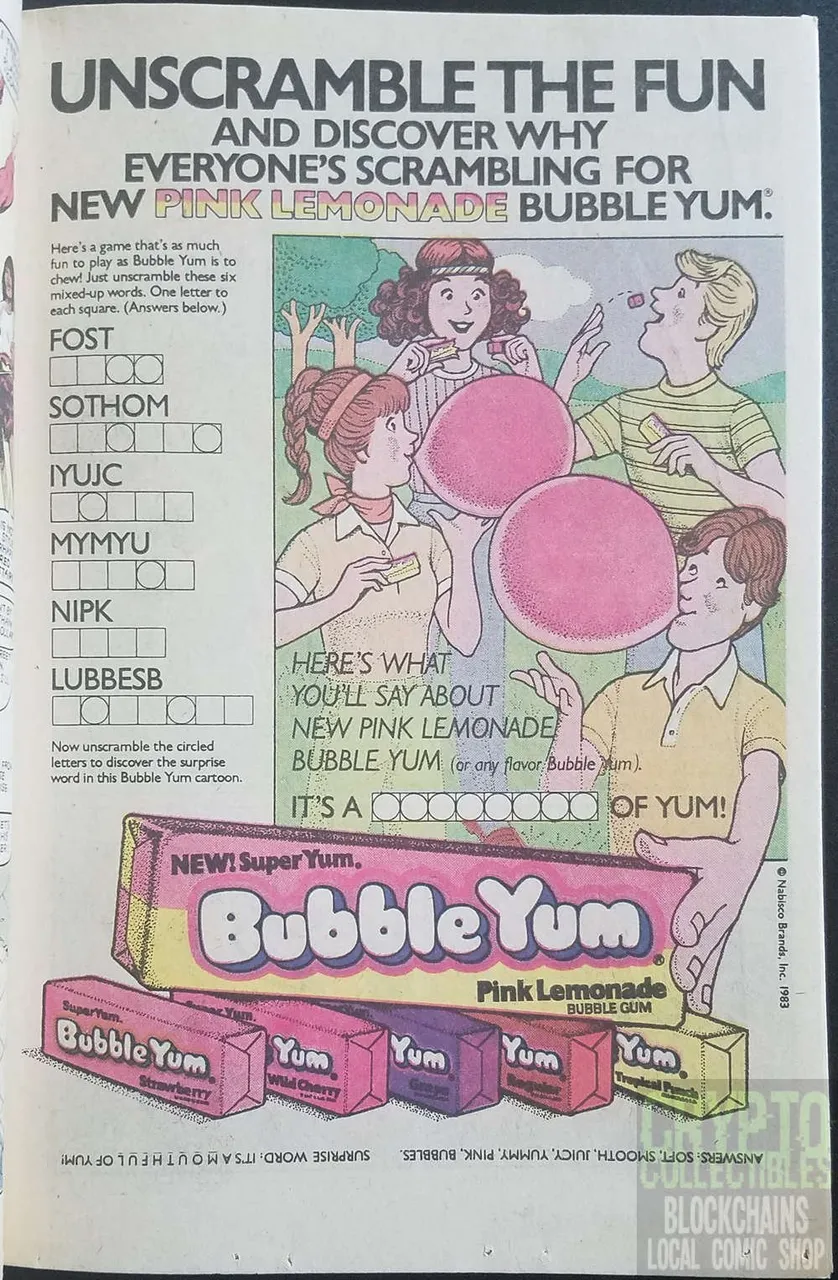 UNSCRAMBLE THE FUN
AND DISCOVER WHY
EVERYONE'S SCRAMBLING FOR
NEW PINK LEMONADE BUBBLE YUM.®
Here's a game that's as much
fun to play as Bubble Yum is to
chew! Just unscramble these six
mixed-up words. One letter to
each square. (Answers below.)
FOST
SOTHOM
IYUJC
MYMYU
NIPK
LUBBESB
Now unscramble the circled
letters to discover the surprise
word in this Bubble Yum cartoon.
HERE'S WHAT
YOU'LL SAY ABOUT
NEW PINK LEMONADE
BUBBLE YUM (or any flavor Bubble Yum).
IT'S A OF YUM!
© Nabisco Brands, Inc. 1983
NEW! Super Yum.
Bubble Yum®
Pink Lemonade
BUBBLE GUM
Super Yum.
Bubble Yum
Strawberry
Super Yum.
Yum
Wild Cherry
Yum
Grape
Yum
Regular
Yum
Tropical Punch
ANSWERS: SOFT, SMOOTH, JUICY, YUMMY, PINK, BUBBLES. SURPRISE WORD: IT'S A MOUTHFUL OF YUM!
CRYPTO
COLLECTIBLES
BLOCKCHAINS
LOCAL COMIC SHOP